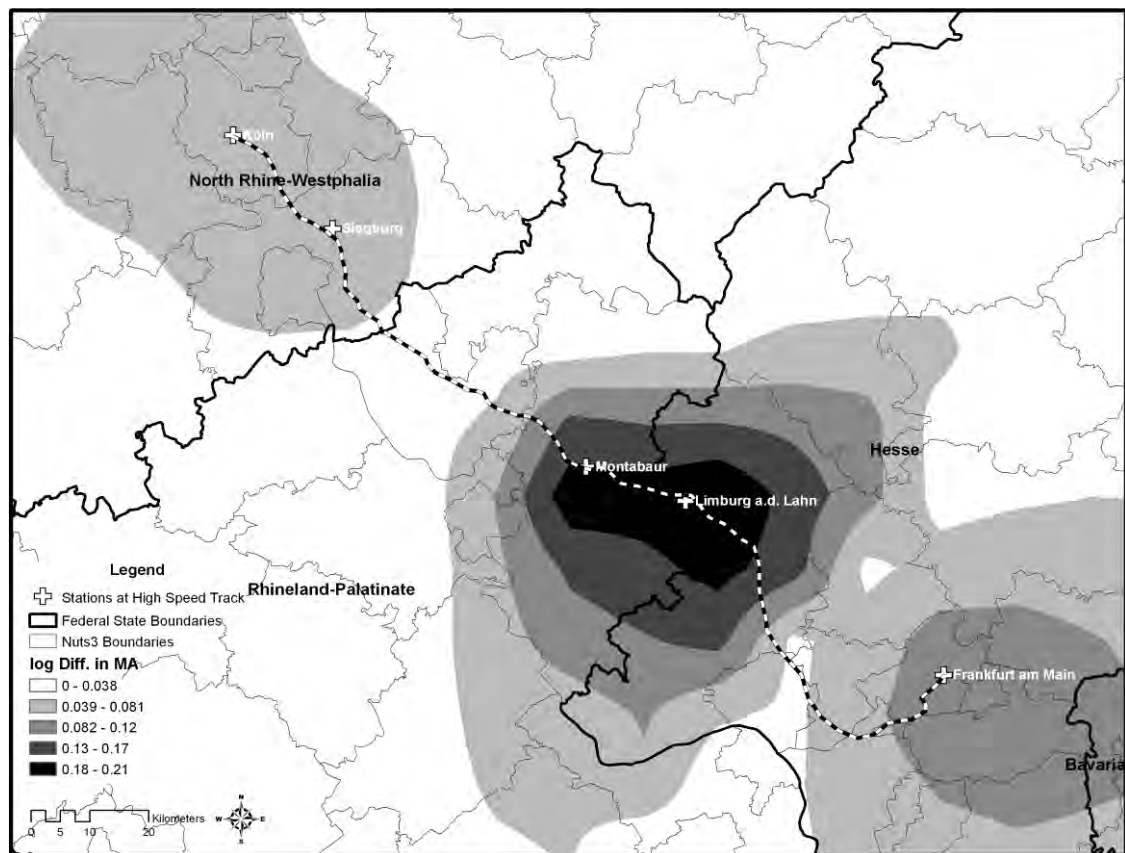 Köln
North Rhine-Westphalia
Siegburg
Hesse
Montabaur
Limburg a.d. Lahn
Rhineland-Palatinate
Frankfurt am Main
Bavaria
Legend
Stations at High Speed Track
Federal State Boundaries
Nuts3 Boundaries
log Diff. in MA
0 - 0.038
0.039 - 0.081
0.082 - 0.12
0.13 - 0.17
0.18 - 0.21
Kilometers
0 5 10 20
N
W E
S